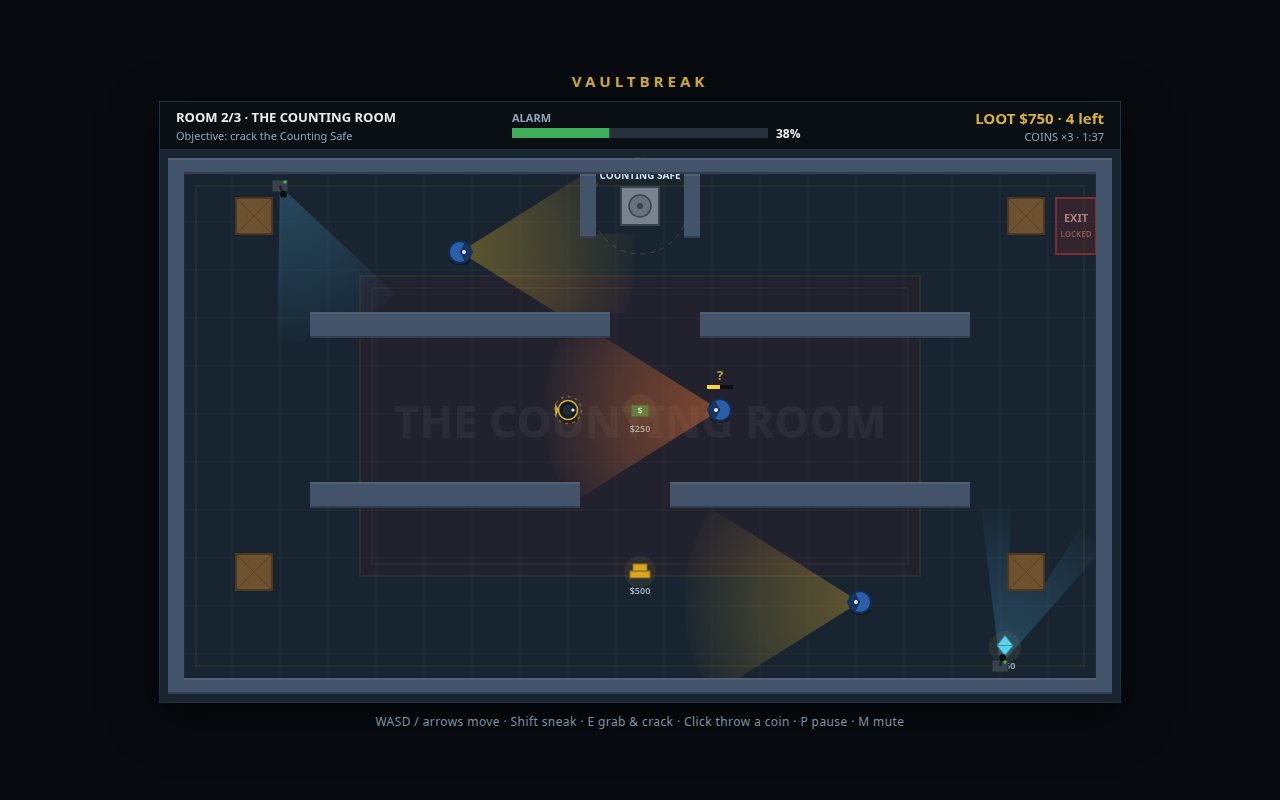 VAULTBREAK
ROOM 2/3 · THE COUNTING ROOM
Objective: crack the Counting Safe
ALARM
38%
LOOT $750 · 4 left
COINS ×3 · 1:37
COUNTING SAFE
EXIT
LOCKED
?
$
$250
THE COUNTING ROOM
$500
WASD / arrows move · Shift sneak · E grab & crack · Click throw a coin · P pause · M mute